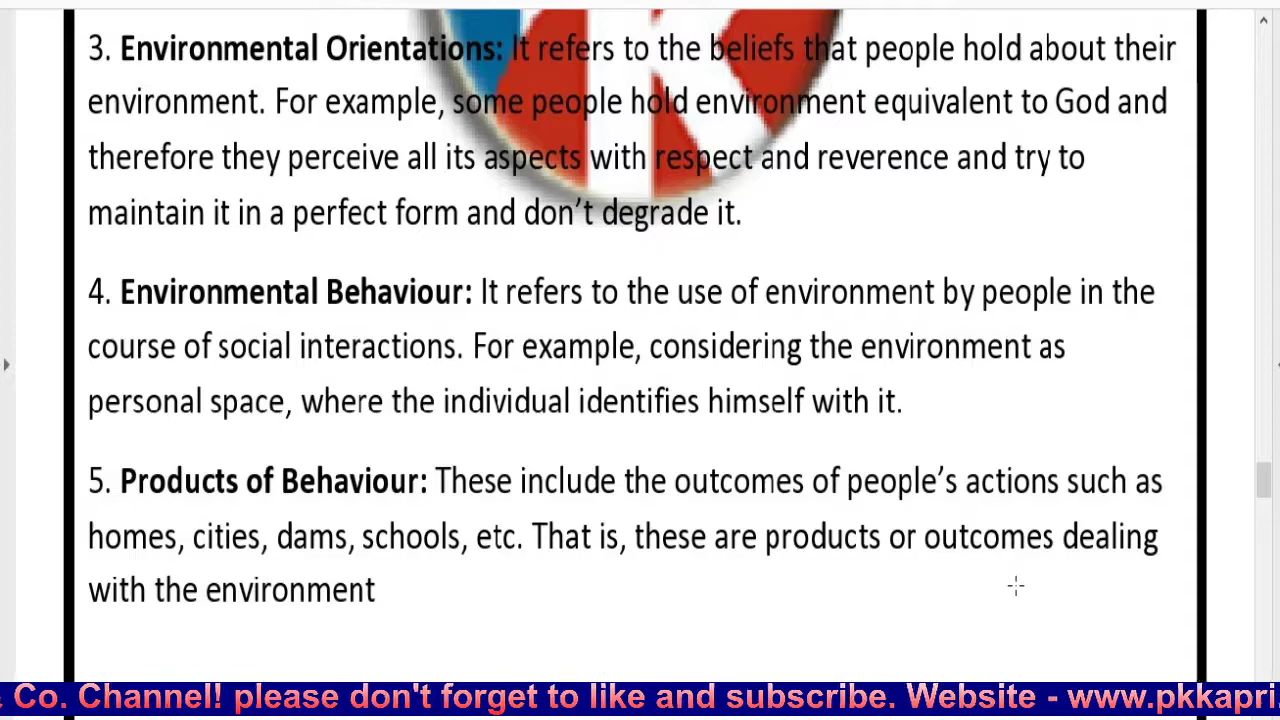 3. Environmental Orientations: It refers to the beliefs that people hold about their
environment. For example, some people hold environment equivalent to God and
therefore they perceive all its aspects with respect and reverence and try to
maintain it in a perfect form and don’t degrade it.
4. Environmental Behaviour: It refers to the use of environment by people in the
course of social interactions. For example, considering the environment as
personal space, where the individual identifies himself with it.
5. Products of Behaviour: These include the outcomes of people’s actions such as
homes, cities, dams, schools, etc. That is, these are products or outcomes dealing
with the environment
Co. Channel! please don't forget to like and subscribe. Website - www.pkkapri